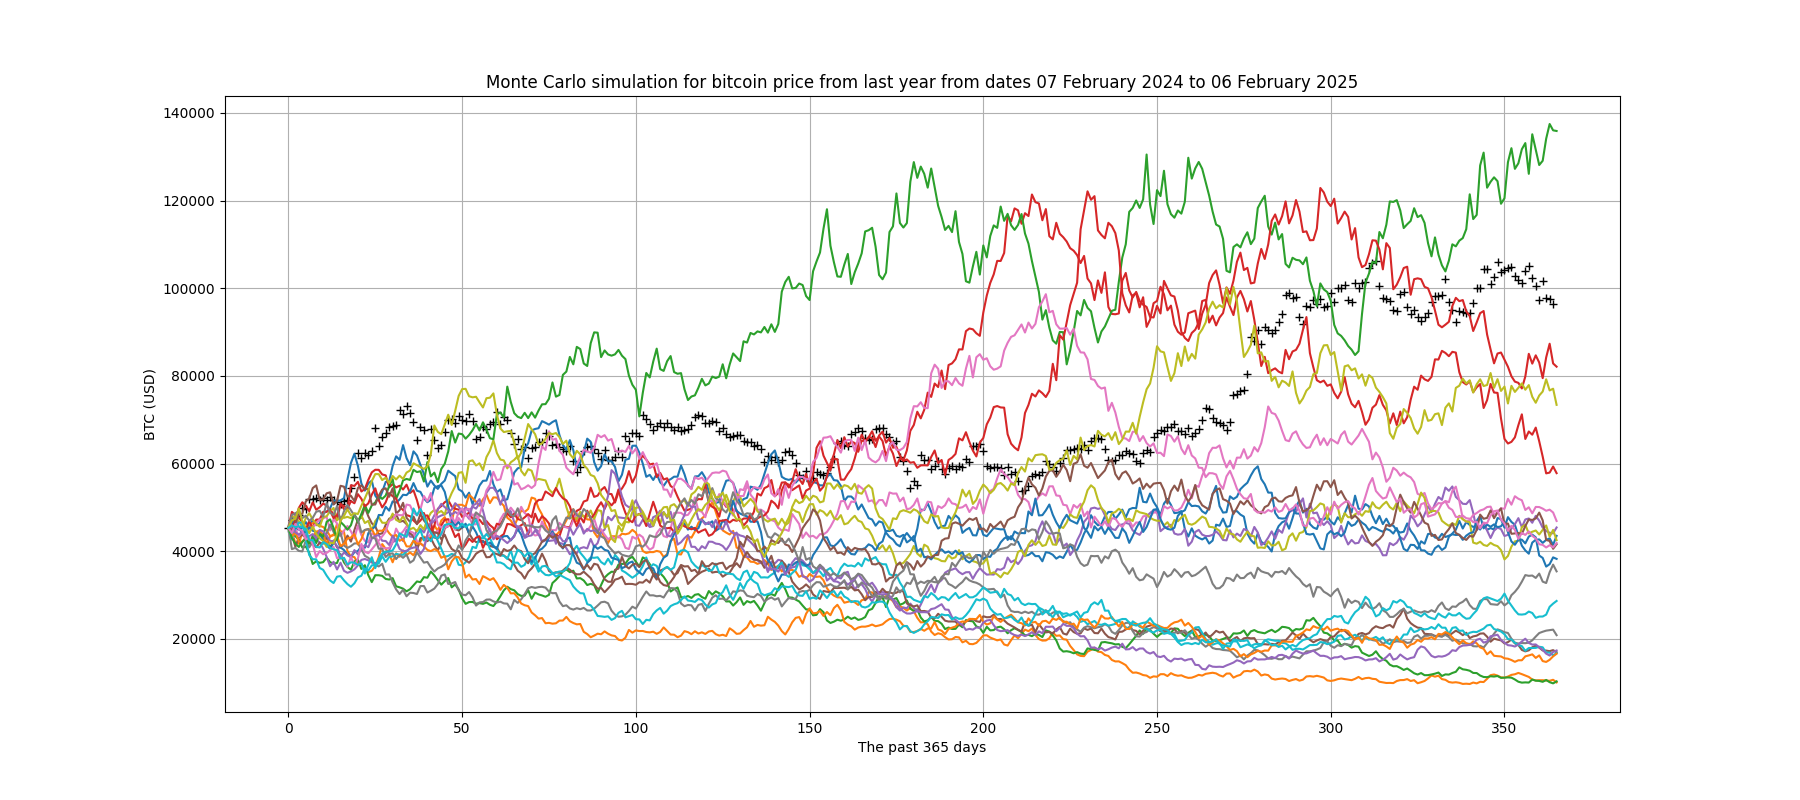 Monte Carlo simulation for bitcoin price from last year from dates 07 February 2024 to 06 February 2025
140000
120000
100000
80000
60000
40000
20000
BTC (USD)
0 50 100 150 200 250 300 350
The past 365 days